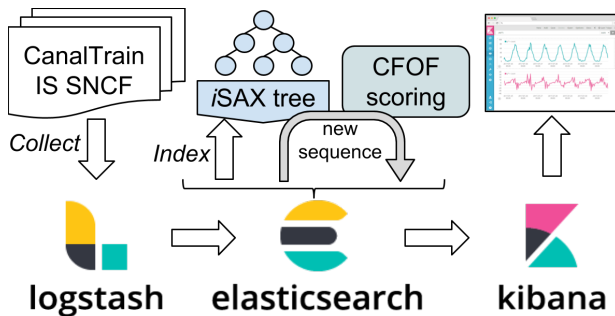 CanalTrain
IS SNCF
iSAX tree
CFOF
scoring
Collect
Index
new
sequence
logstash
elasticsearch
kibana